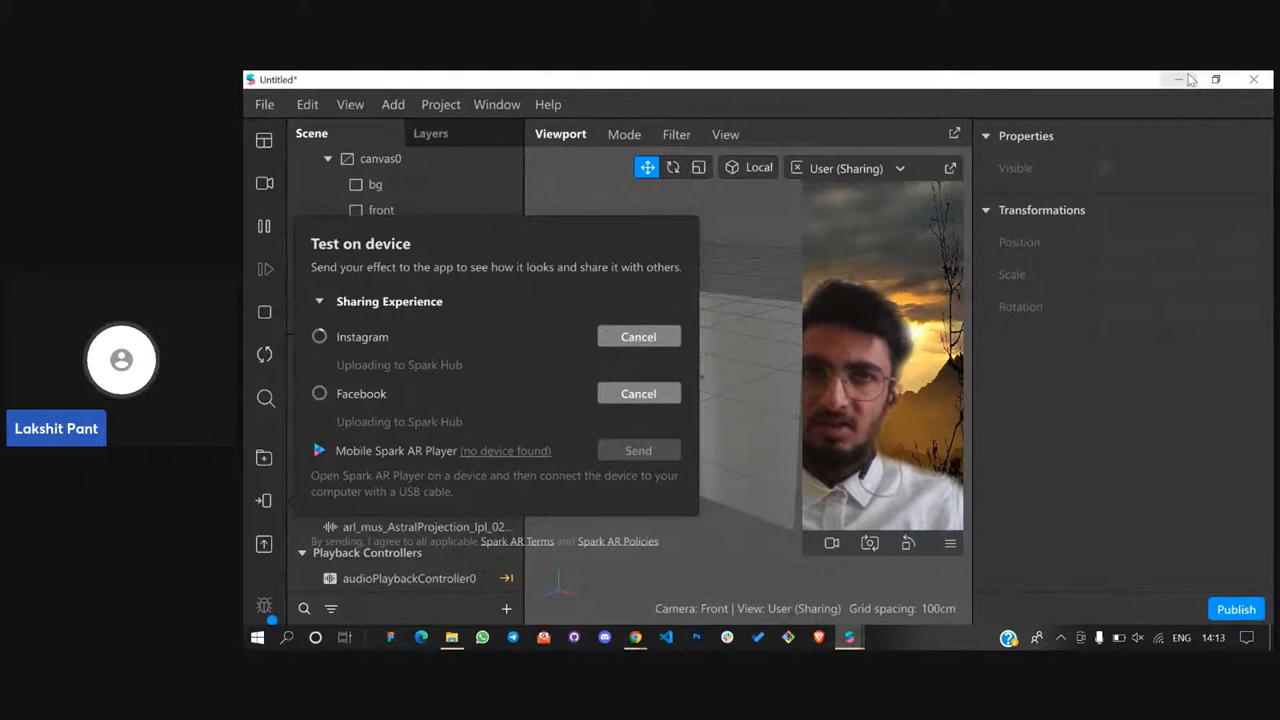 Untitled*
File Edit View Add Project Window Help
Scene Layers
Viewport Mode Filter View
Properties
canvas0
Local
User (Sharing)
Visible
bg
front
Transformations
Test on device
Position
Send your effect to the app to see how it looks and share it with others.
Scale
Sharing Experience
Rotation
Instagram Cancel
Uploading to Spark Hub
Facebook Cancel
Uploading to Spark Hub
Lakshit Pant
Mobile Spark AR Player (no device found) Send
Open Spark AR Player on a device and then connect the device to your
computer with a USB cable.
arl_mus_AstralProjection_lpl_02...
By sending, I agree to all applicable Spark AR Terms and Spark AR Policies
Playback Controllers
audioPlaybackController0
Camera: Front | View: User (Sharing) Grid spacing: 100cm
Publish
ENG 14:13